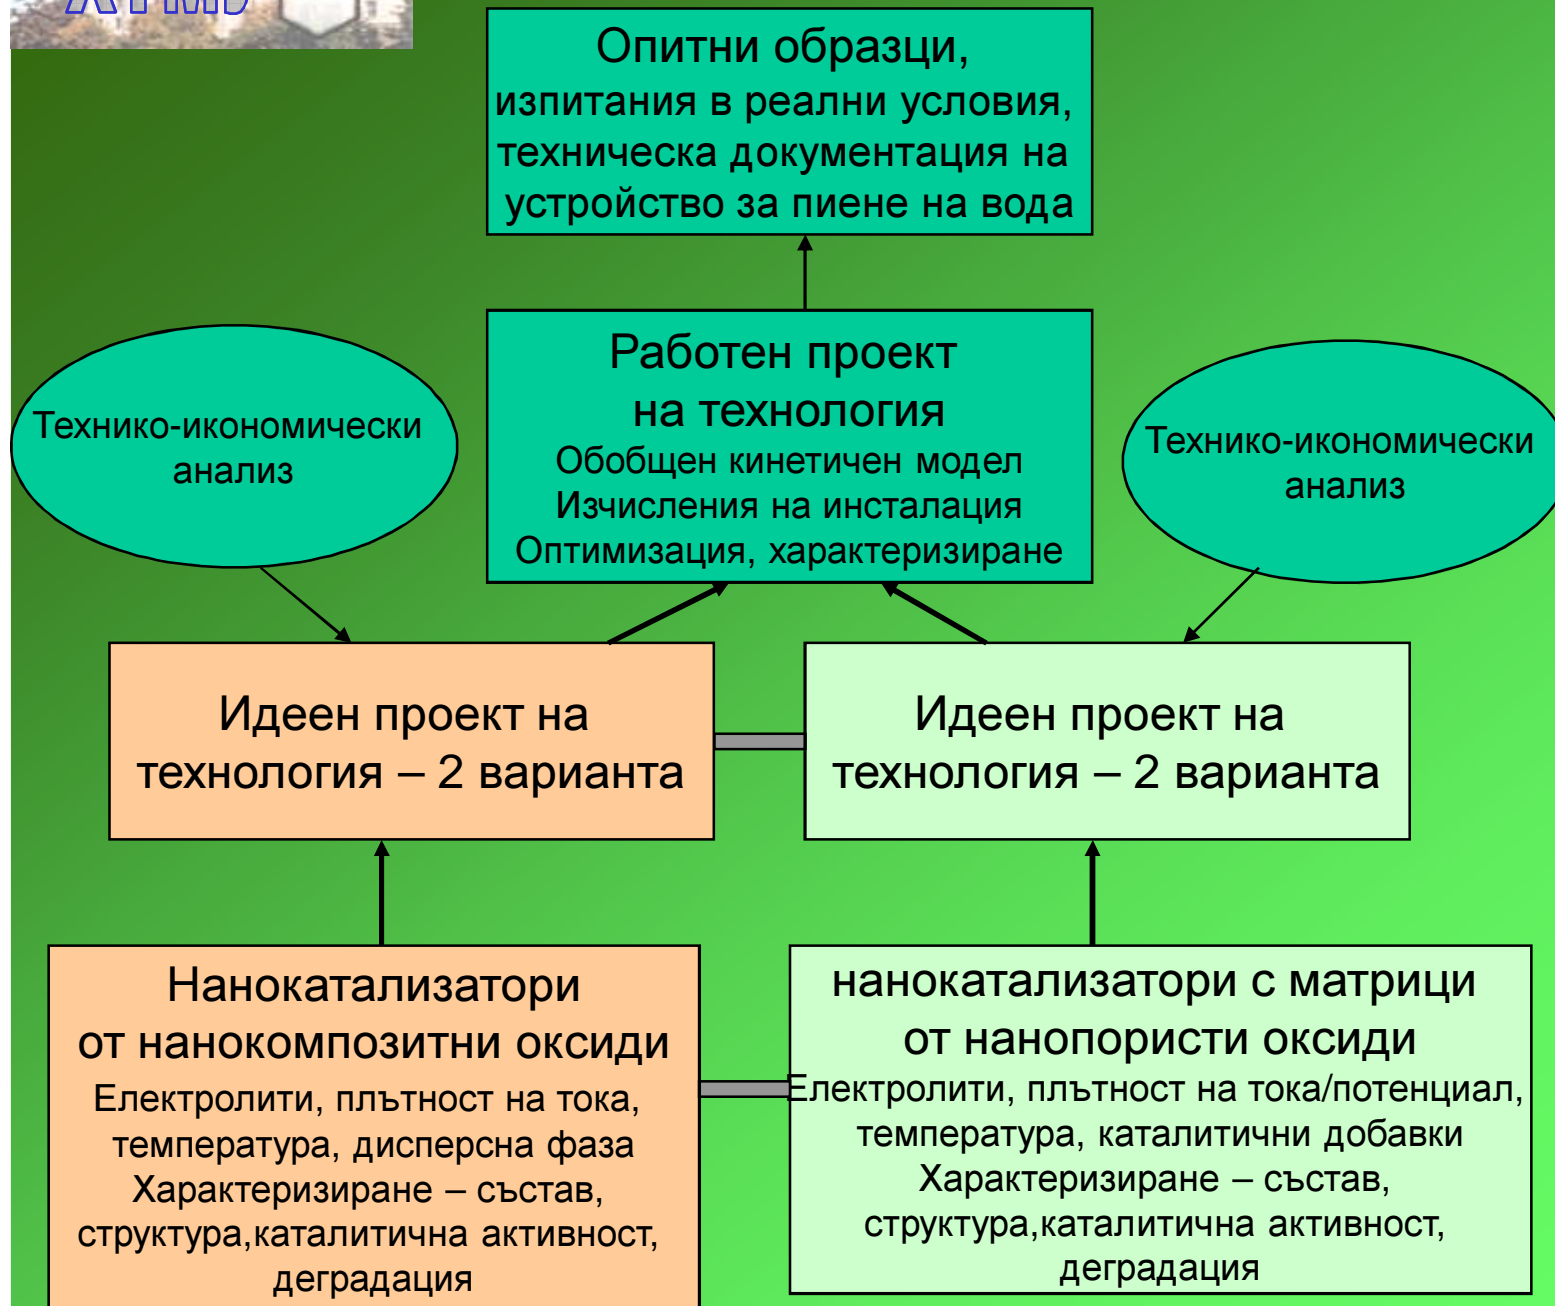 Опитни образци,
изпитания в реални условия,
техническа документация на
устройство за пиене на вода
Работен проект
на технология
Обобщен кинетичен модел
Изчисления на инсталация
Оптимизация, характеризиране
Технико-икономически
анализ
Технико-икономически
анализ
Идеен проект на
технология – 2 варианта
Идеен проект на
технология – 2 варианта
Нанокатализатори
от нанокомпозитни оксиди
Електролити, плътност на тока,
температура, дисперсна фаза
Характеризиране – състав,
структура,каталитична активност,
деградация
нанокатализатори с матрици
от нанопористи оксиди
Електролити, плътност на тока/потенциал,
температура, каталитични добавки
Характеризиране – състав,
структура,каталитична активност,
деградация